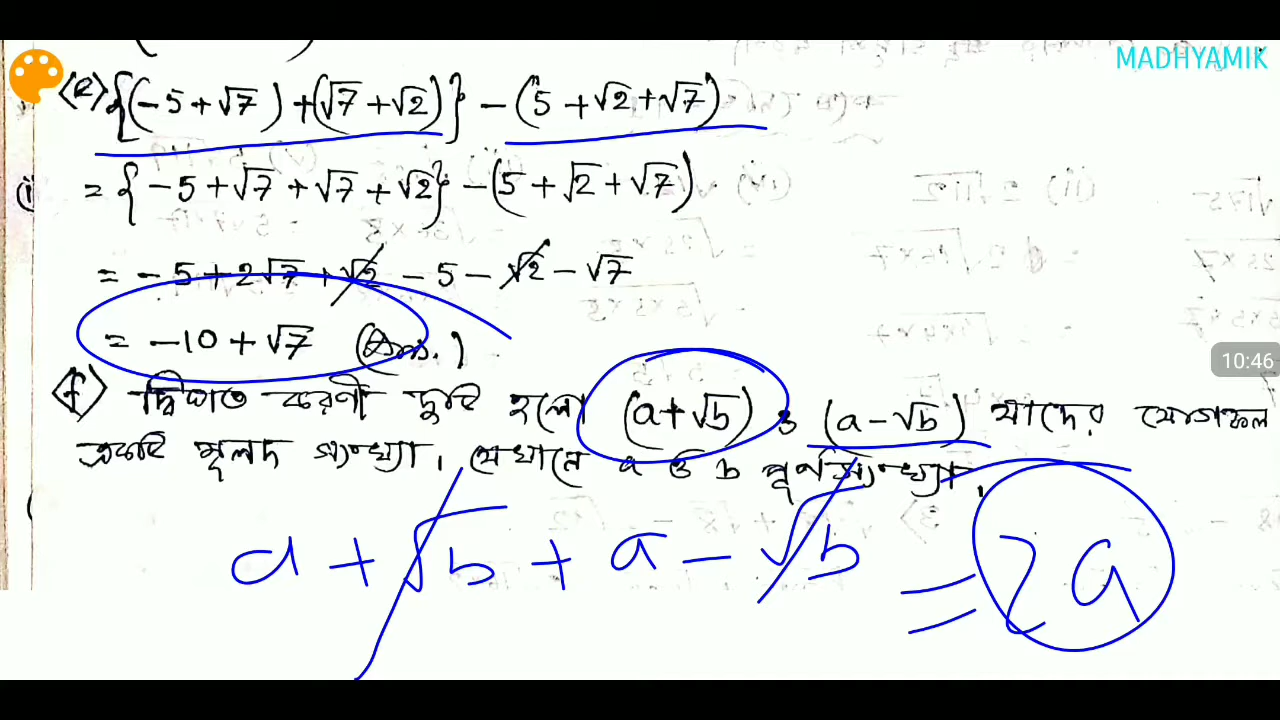 MADHYAMIK
(e) {(-5+√7) + (√7+√2)} - (5+√2+√7)
(i) = {-5+√7+√7+√2} - (5+√2+√7)
= -5+2√7+√2 -5-√2-√7
= -10+√7 (Ans.)
10:46
(f) দ্বিঘাত করণী দুটি হলো (a+√b) ও (a-√b) যাদের যোগফল
একটি মূলদ সংখ্যা, যেখানে a ও b পূর্ণসংখ্যা,
a + √b + a - √b = 2a